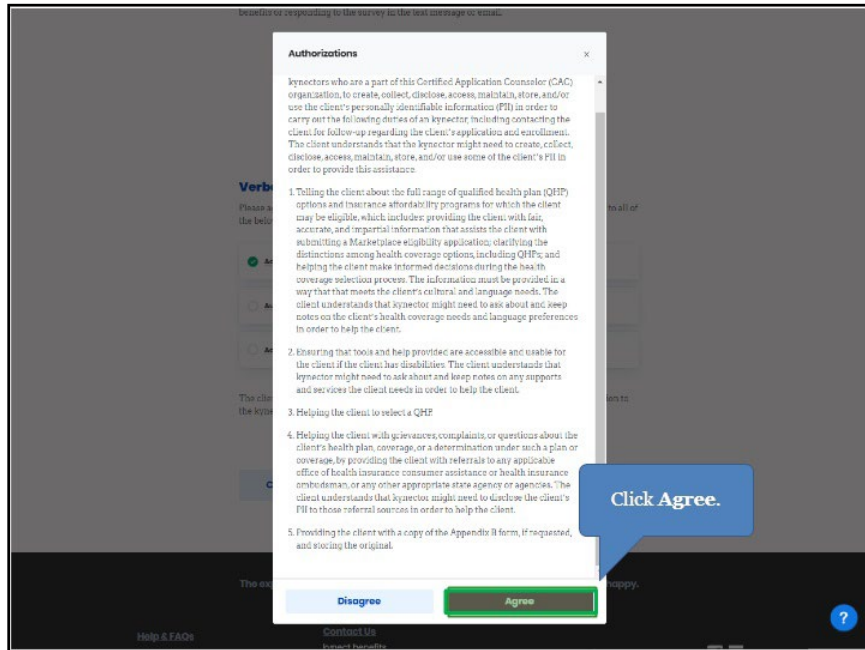 benefits or responding to the survey in the text message or email.
Authorizations
×
kynectors who are a part of this Certified Application Counselor (CAC)
organization, to create, collect, disclose, access, maintain, store, and/or
use the client's personally identifiable information (PII) in order to
carry out the following duties of an kynector, including contacting the
client for follow-up regarding the client's application and enrollment.
The client understands that the kynector might need to create, collect,
disclose, access, maintain, store, and/or use some of the client's PII in
order to provide this assistance.
Verb
Please a
to all of
the belo
1. Telling the client about the full range of qualified health plan (QHP)
options and insurance affordability programs for which the client
may be eligible, which includes: providing the client with fair,
accurate, and impartial information that assists the client with
submitting a Marketplace eligibility application; clarifying the
distinctions among health coverage options, including QHPs; and
helping the client make informed decisions during the health
coverage selection process. The information must be provided in a
way that that meets the client's cultural and language needs. The
client understands that kynector might need to ask about and keep
notes on the client's health coverage needs and language preferences
in order to help the client.
2. Ensuring that tools and help provided are accessible and usable for
the client if the client has disabilities. The client understands that
kynector might need to ask about and keep notes on any supports
and services the client needs in order to help the client.
3. Helping the client to select a QHP.
4. Helping the client with grievances, complaints, or questions about the
client's health plan, coverage, or a determination under such a plan or
coverage, by providing the client with referrals to any applicable
office of health insurance consumer assistance or health insurance
ombudsman, or any other appropriate state agency or agencies. The
client understands that kynector might need to disclose the client's
PII to those referral sources in order to help the client.
5. Providing the client with a copy of the Appendix B form, if requested,
and storing the original.
The clie
ion to
the kyne
Click Agree.
The exp
happy.
Disagree
Agree
?
Help & FAQs
Contact Us
kynect benefits